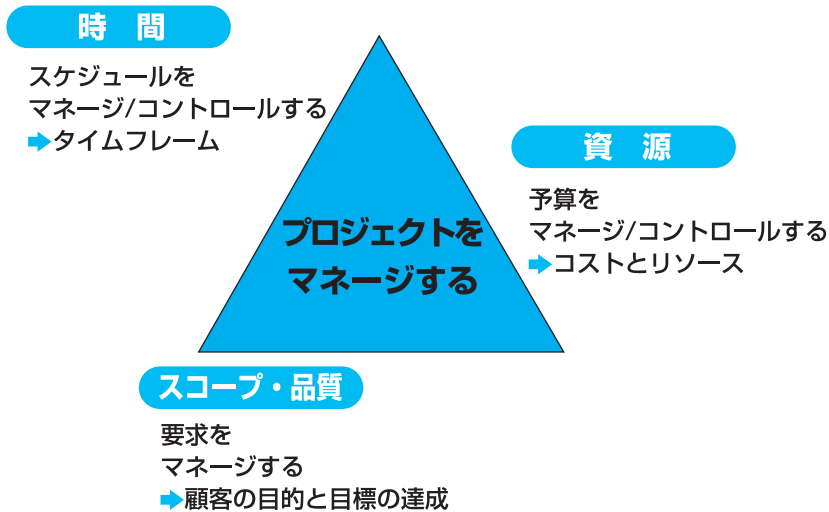 時　間
スケジュールを
マネージ/コントロールする
タイムフレーム
資　源
予算を
マネージ/コントロールする
コストとリソース
プロジェクトを
マネージする
スコープ・品質
要求を
マネージする
顧客の目的と目標の達成